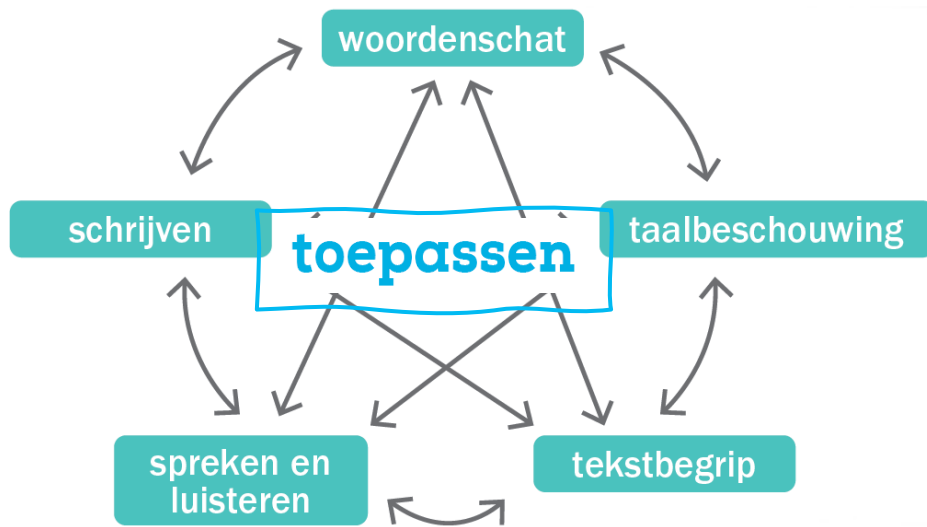 woordenschat
schrijven
toepassen
taalbeschouwing
spreken en
luisteren
tekstbegrip